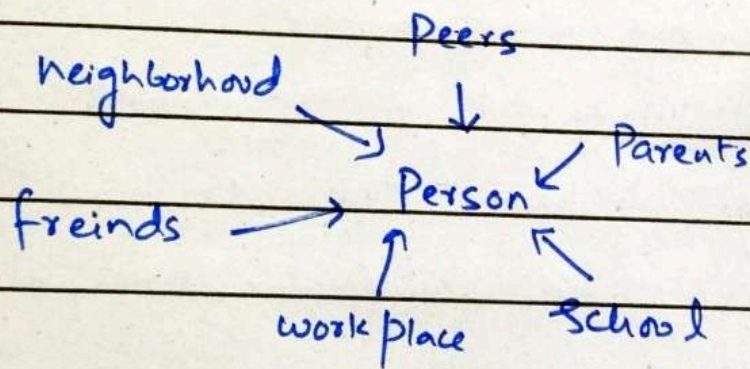 Peers
neighborhood
Parents
Person
freinds
work place
School